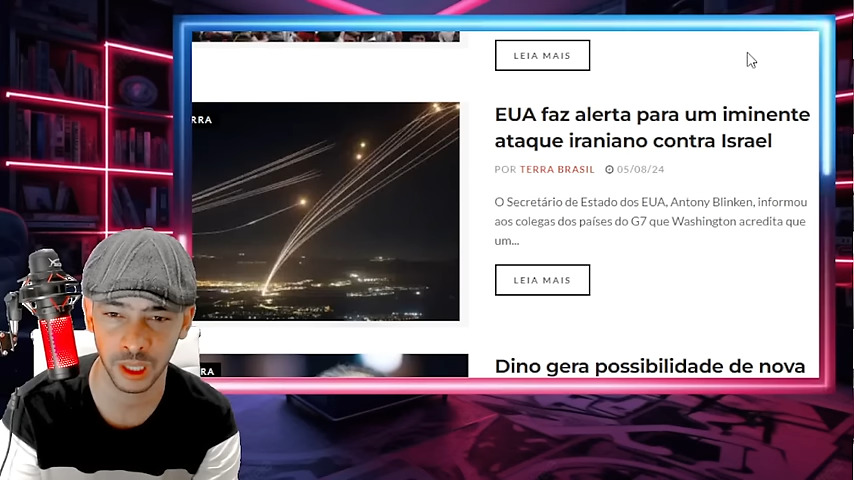 LEIA MAIS
RRA
EUA faz alerta para um iminente
ataque iraniano contra Israel
POR TERRA BRASIL 05/08/24
O Secretário de Estado dos EUA, Antony Blinken, informou
aos colegas dos países do G7 que Washington acredita que
um...
LEIA MAIS
RA
Dino gera possibilidade de nova